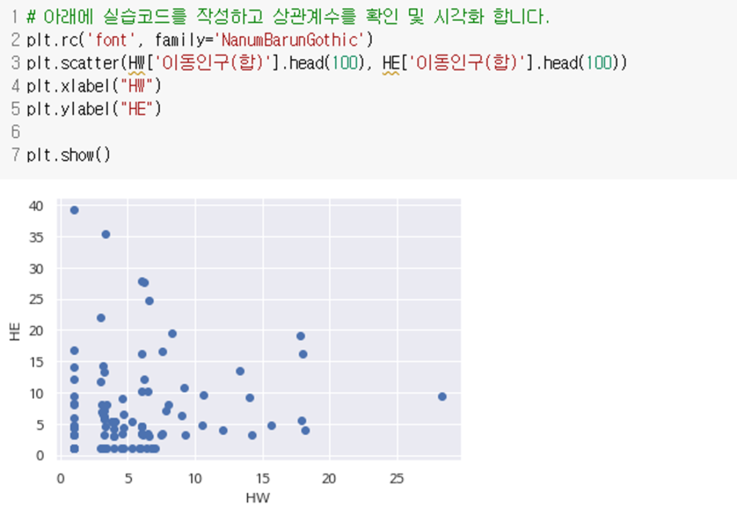 1 # 아래에 실습코드를 작성하고 상관계수를 확인 및 시각화 합니다.
2 plt.rc('font', family='NanumBarunGothic')
3 plt.scatter(HW['이동인구(합)'].head(100), HE['이동인구(합)'].head(100))
4 plt.xlabel("HW")
5 plt.ylabel("HE")
6
7 plt.show()
40
35
30
25
20
15
10
5
0
HE
0 5 10 15 20 25
HW